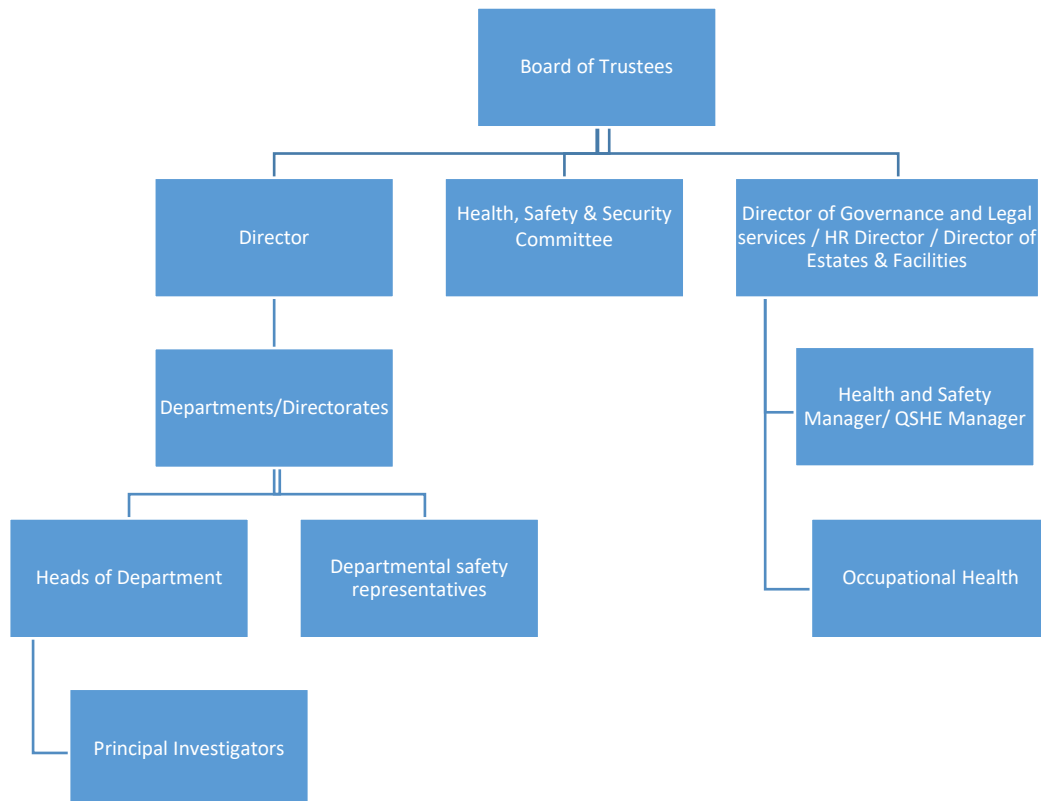 Board of Trustees
Director
Health, Safety & Security
Committee
Director of Governance and Legal
services / HR Director / Director of
Estates & Facilities
Departments/Directorates
Health and Safety
Manager/ QSHE Manager
Heads of Department
Departmental safety
representatives
Occupational Health
Principal Investigators